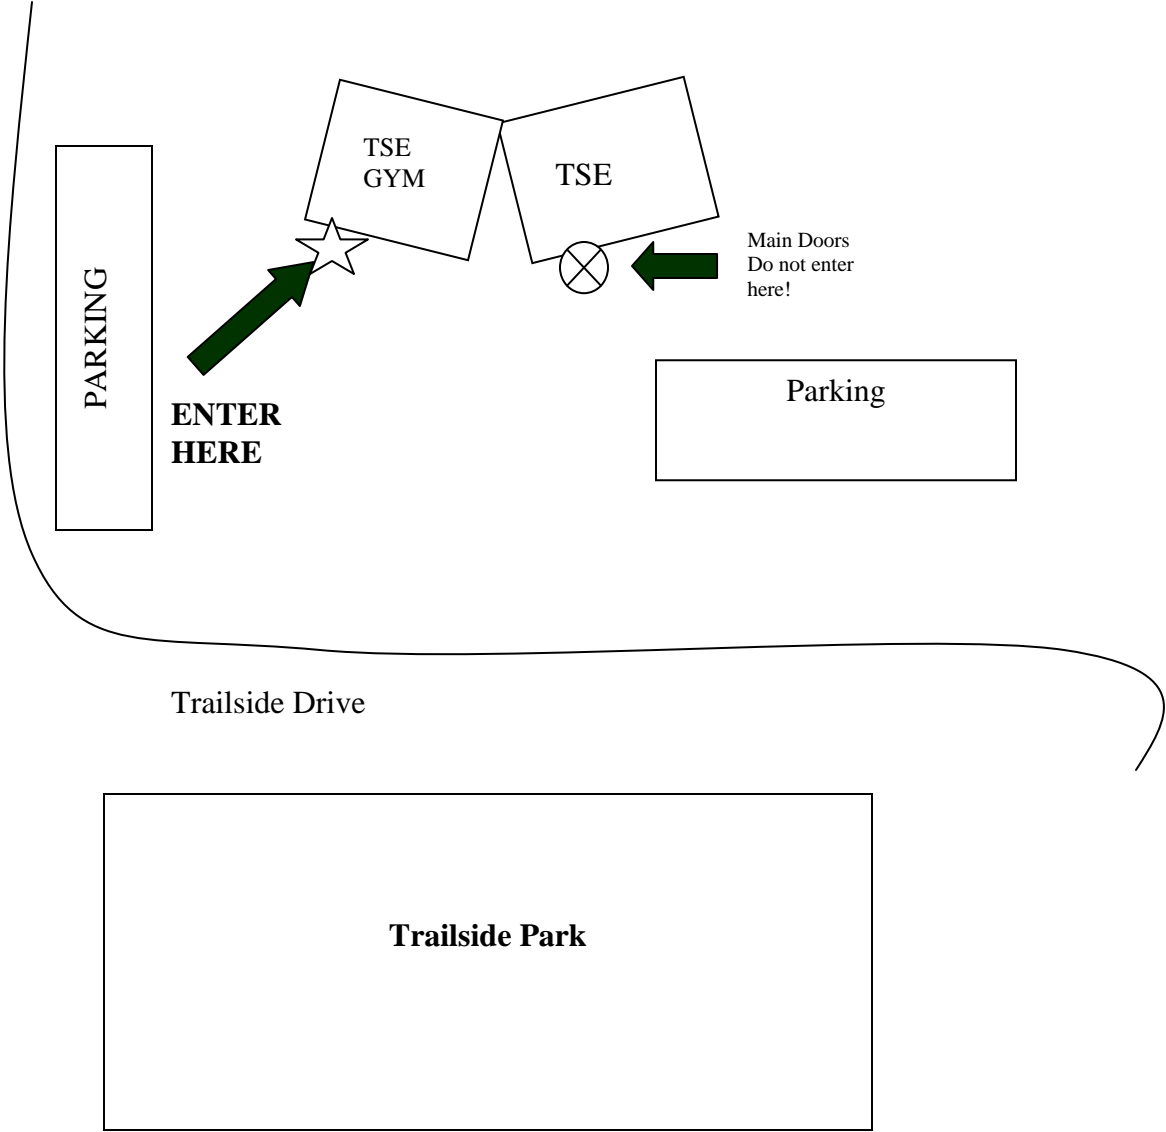 TSE
GYM
TSE
Main Doors
Do not enter
here!
PARKING
Parking
ENTER
HERE
Trailside Drive
Trailside Park